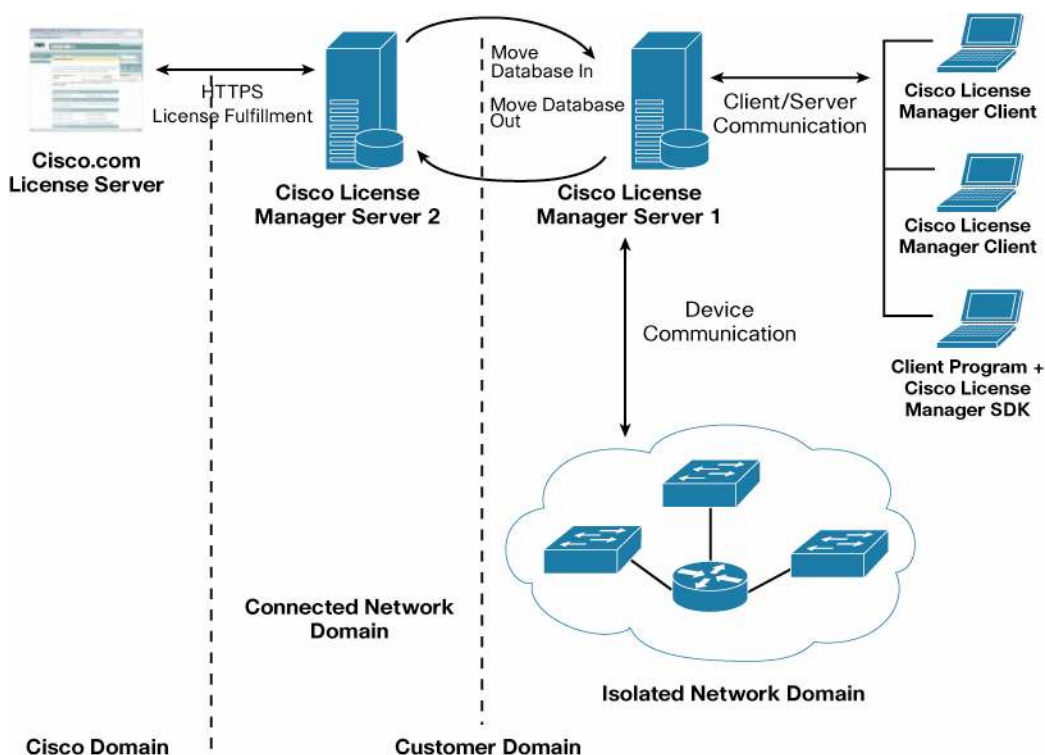 HTTPS
License Fulfillment
Cisco.com
License Server
Cisco License
Manager Server 2
Move
Database In
Move Database
Out
Cisco License
Manager Server 1
Client/Server
Communication
Cisco License
Manager Client
Cisco License
Manager Client
Client Program +
Cisco License
Manager SDK
Device
Communication
Connected Network
Domain
Isolated Network Domain
Cisco Domain
Customer Domain